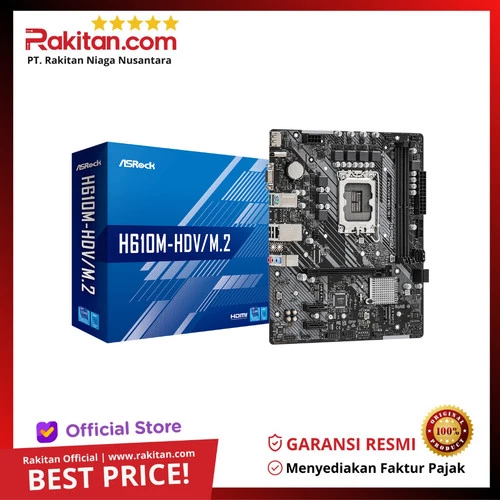 Rakitan.com
PT. Rakitan Niaga Nusantara
ASRock
H610M-HDV/M.2
H610M-HDV/M.2
HDMI
Official Store
GARANSI RESMI
Menyediakan Faktur Pajak
ORIGINAL
100%
PRODUCT
Rakitan Official | www.rakitan.com
BEST PRICE!